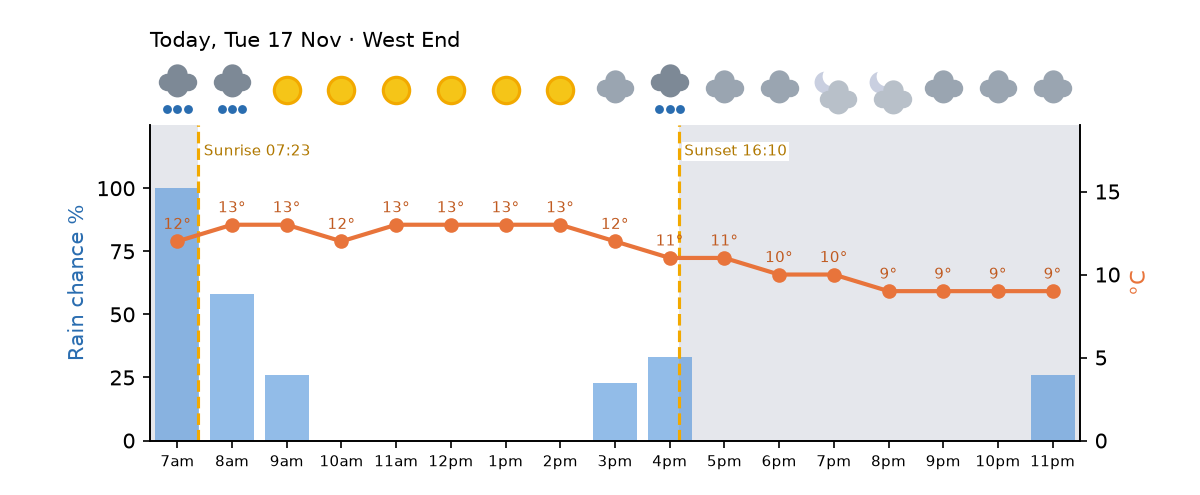 Today, Tue 17 Nov · West End
Sunrise 07:23
Sunset 16:10
12° 13° 13° 12° 13° 13° 13° 13° 12° 11° 11° 10° 10° 9° 9° 9° 9°
Rain chance %
100
75
50
25
0
15
10
5
0
°C
7am 8am 9am 10am 11am 12pm 1pm 2pm 3pm 4pm 5pm 6pm 7pm 8pm 9pm 10pm 11pm